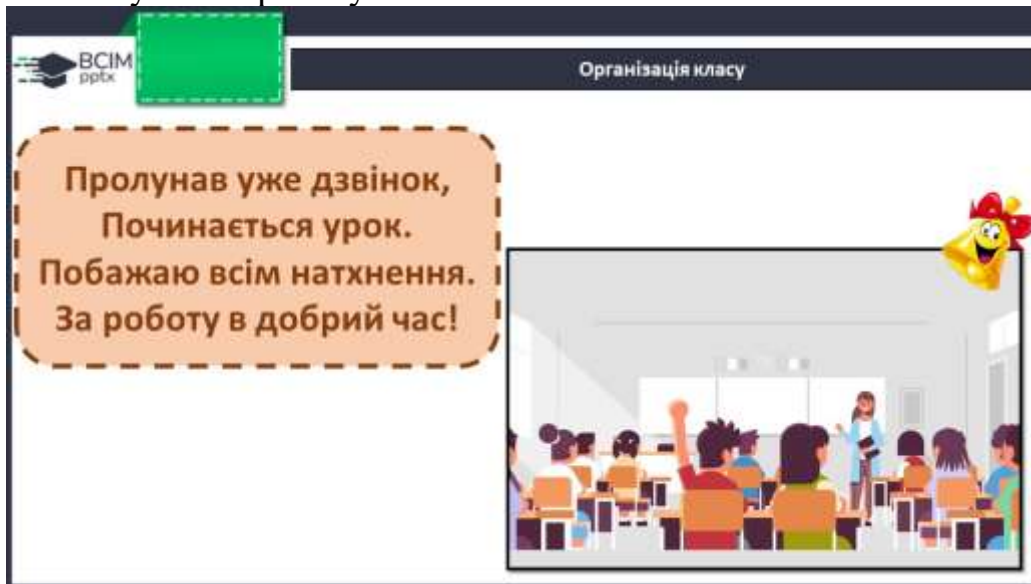 ВСІМ
pptx
Організація класу
Пролунав уже дзвінок,
Починається урок.
Побажаю всім натхнення.
За роботу в добрий час!